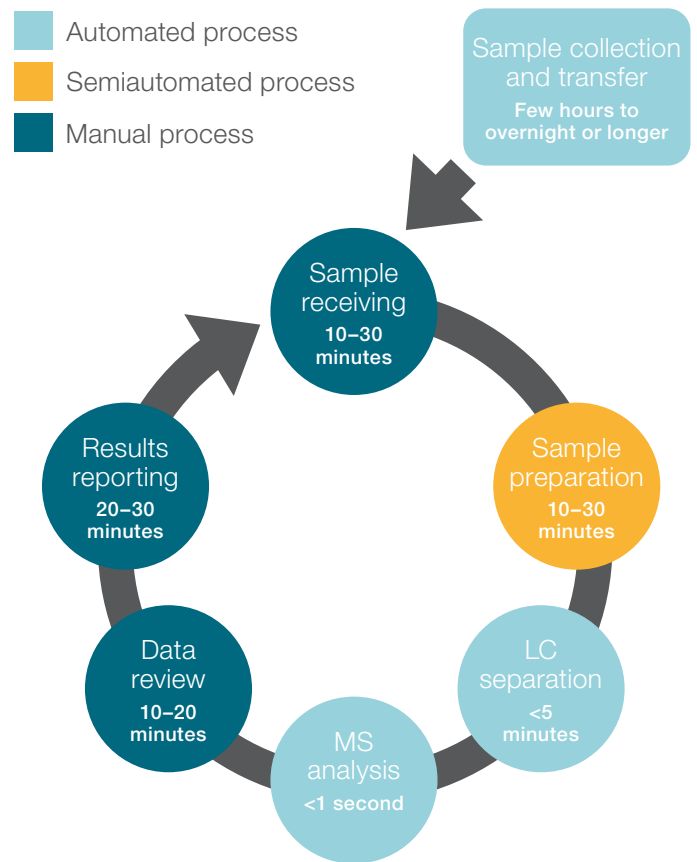 Automated process
Semiautomated process
Manual process
Sample collection
and transfer
Few hours to
overnight or longer
Sample
receiving
10–30
minutes
Sample
preparation
10–30
minutes
LC
separation
<5
minutes
MS
analysis
<1 second
Data
review
10–20
minutes
Results
reporting
20–30
minutes